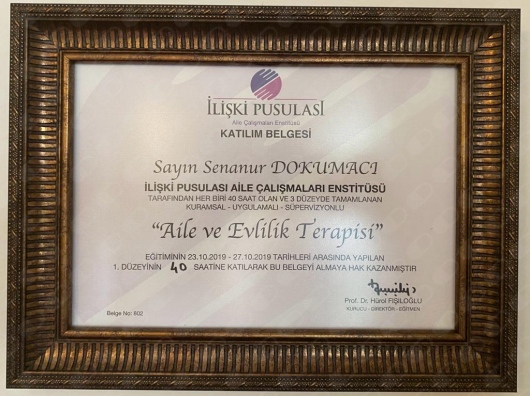 İLİŞKİ PUSULASI
Aile Çalışmaları Enstitüsü
KATILIM BELGESİ
Sayın Senanur DOKUMACI
İLİŞKİ PUSULASI AİLE ÇALIŞMALARI ENSTİTÜSÜ
TARAFINDAN HER BİRİ 40 SAAT OLAN VE 3 DÜZEYDE TAMAMLANAN
KURAMSAL - UYGULAMALI - SÜPERVİZYONLU
"Aile ve Evlilik Terapisi"
EĞİTİMİNİN 23.10.2019 - 27.10.2019 TARİHLERİ ARASINDA YAPILAN
1. DÜZEYİNİN 40 SAATİNE KATILARAK BU BELGEYİ ALMAYA HAK KAZANMIŞTIR
Prof. Dr. Hürol FIŞILOĞLU
KURUCU - DİREKTÖR - EĞİTMEN
Belge No: 602